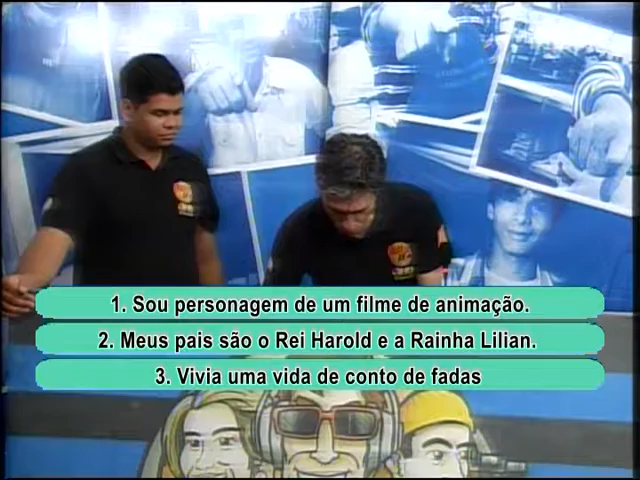 1. Sou personagem de um filme de animação.
2. Meus pais são o Rei Harold e a Rainha Lilian.
3. Vivia uma vida de conto de fadas